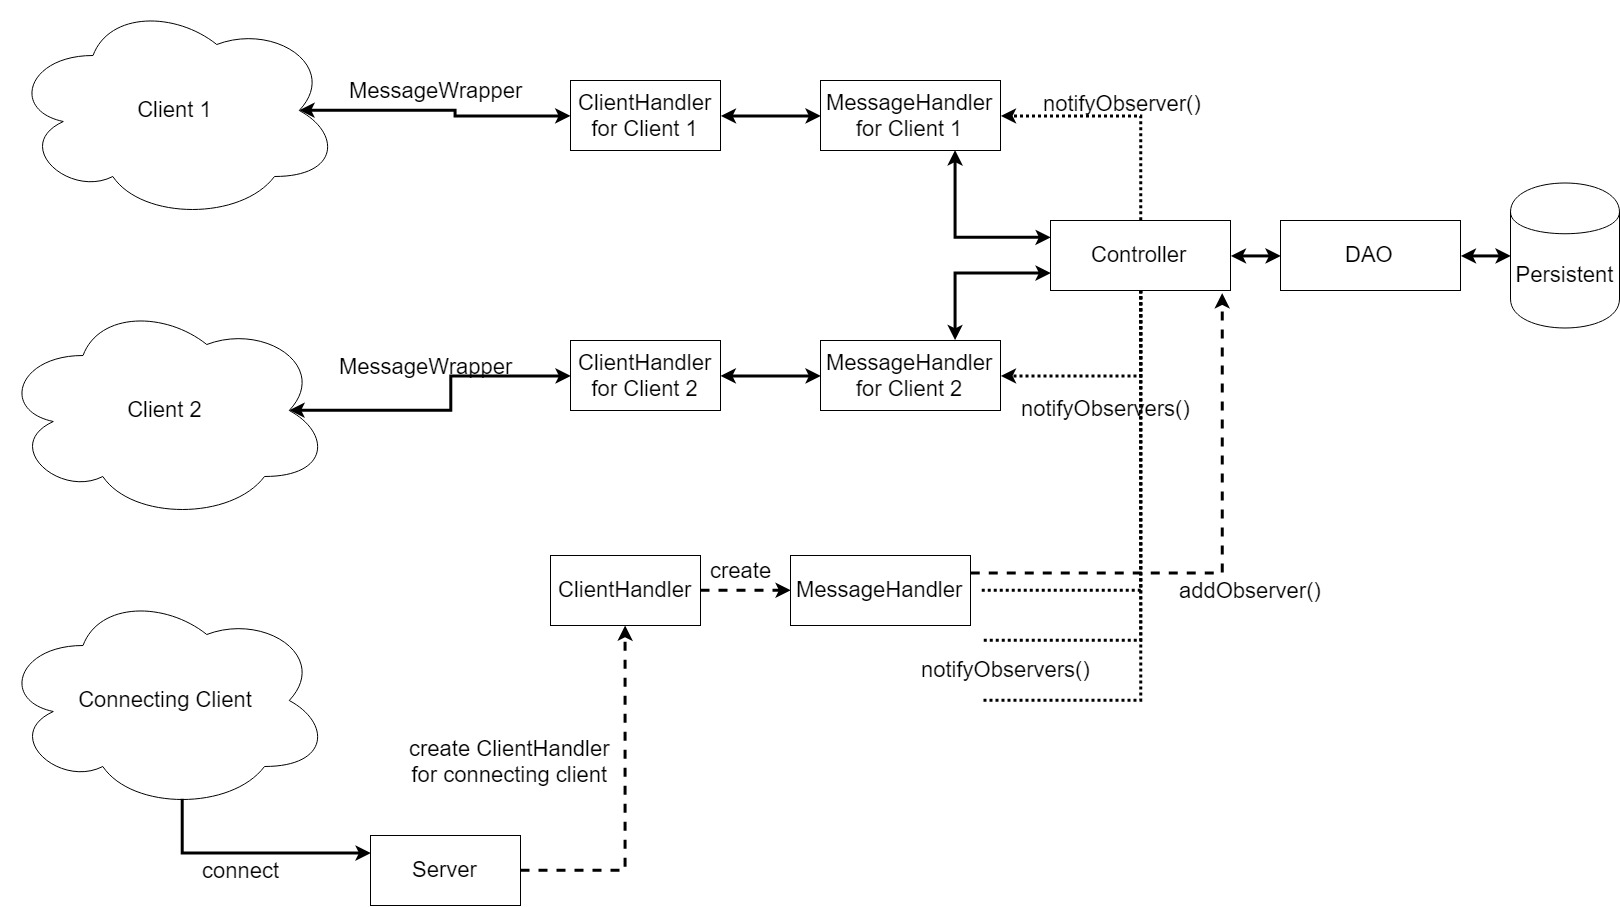 Client 1
MessageWrapper
ClientHandler
for Client 1
MessageHandler
for Client 1
notifyObserver()
Controller
DAO
Persistent
Client 2
MessageWrapper
ClientHandler
for Client 2
MessageHandler
for Client 2
notifyObservers()
ClientHandler
create
MessageHandler
addObserver()
notifyObservers()
Connecting Client
create ClientHandler
for connecting client
connect
Server